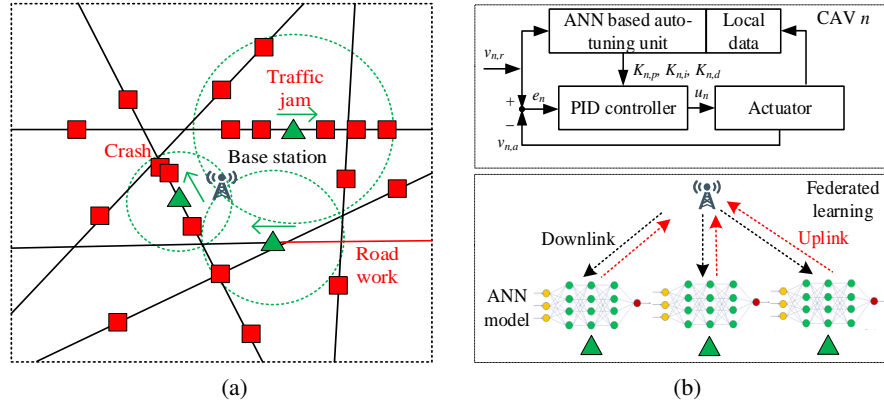 Traffic
jam
Crash
Base station
Road
work
(a)
ANN based auto-
tuning unit
Local
data
CAV n
v_{n,r}
K_{n,p}, K_{n,i}, K_{n,d}
+
e_n
PID controller
u_n
Actuator
−
v_{n,a}
Federated
learning
Downlink
Uplink
ANN
model
(b)